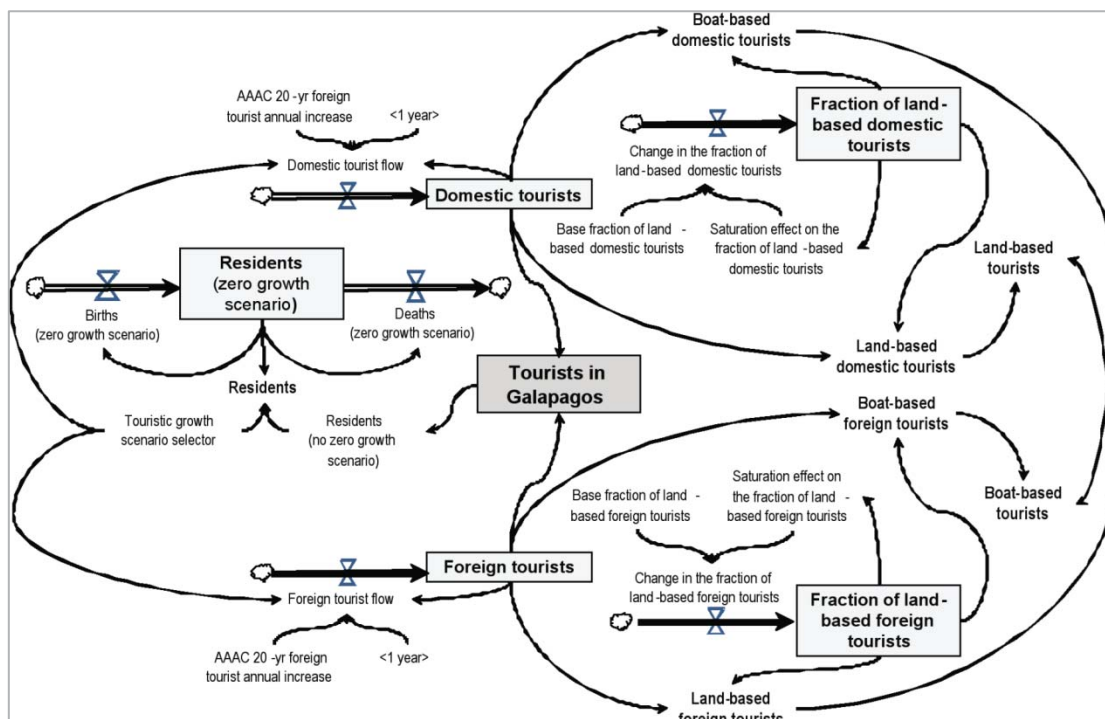 Boat-based
domestic tourists
AAAC 20 -yr foreign
tourist annual increase
<1 year>
Domestic tourist flow
Domestic tourists
Fraction of land -
based domestic
tourists
Change in the fraction of
land-based domestic tourists
Base fraction of land -
based domestic tourists
Saturation effect on the
fraction of land -based
domestic tourists
Residents
(zero growth
scenario)
Births
(zero growth scenario)
Deaths
(zero growth scenario)
Residents
Land-based
tourists
Land-based
domestic tourists
Tourists in
Galapagos
Touristic growth
scenario selector
Residents
(no zero growth
scenario)
Boat-based
foreign tourists
Boat-based
tourists
Base fraction of land -
based foreign tourists
Saturation effect on
the fraction of land -
based foreign tourists
Foreign tourists
Foreign tourist flow
Change in the fraction of
land-based foreign tourists
Fraction of land -
based foreign
tourists
AAAC 20 -yr foreign
tourist annual increase
<1 year>
Land-based
foreign tourists